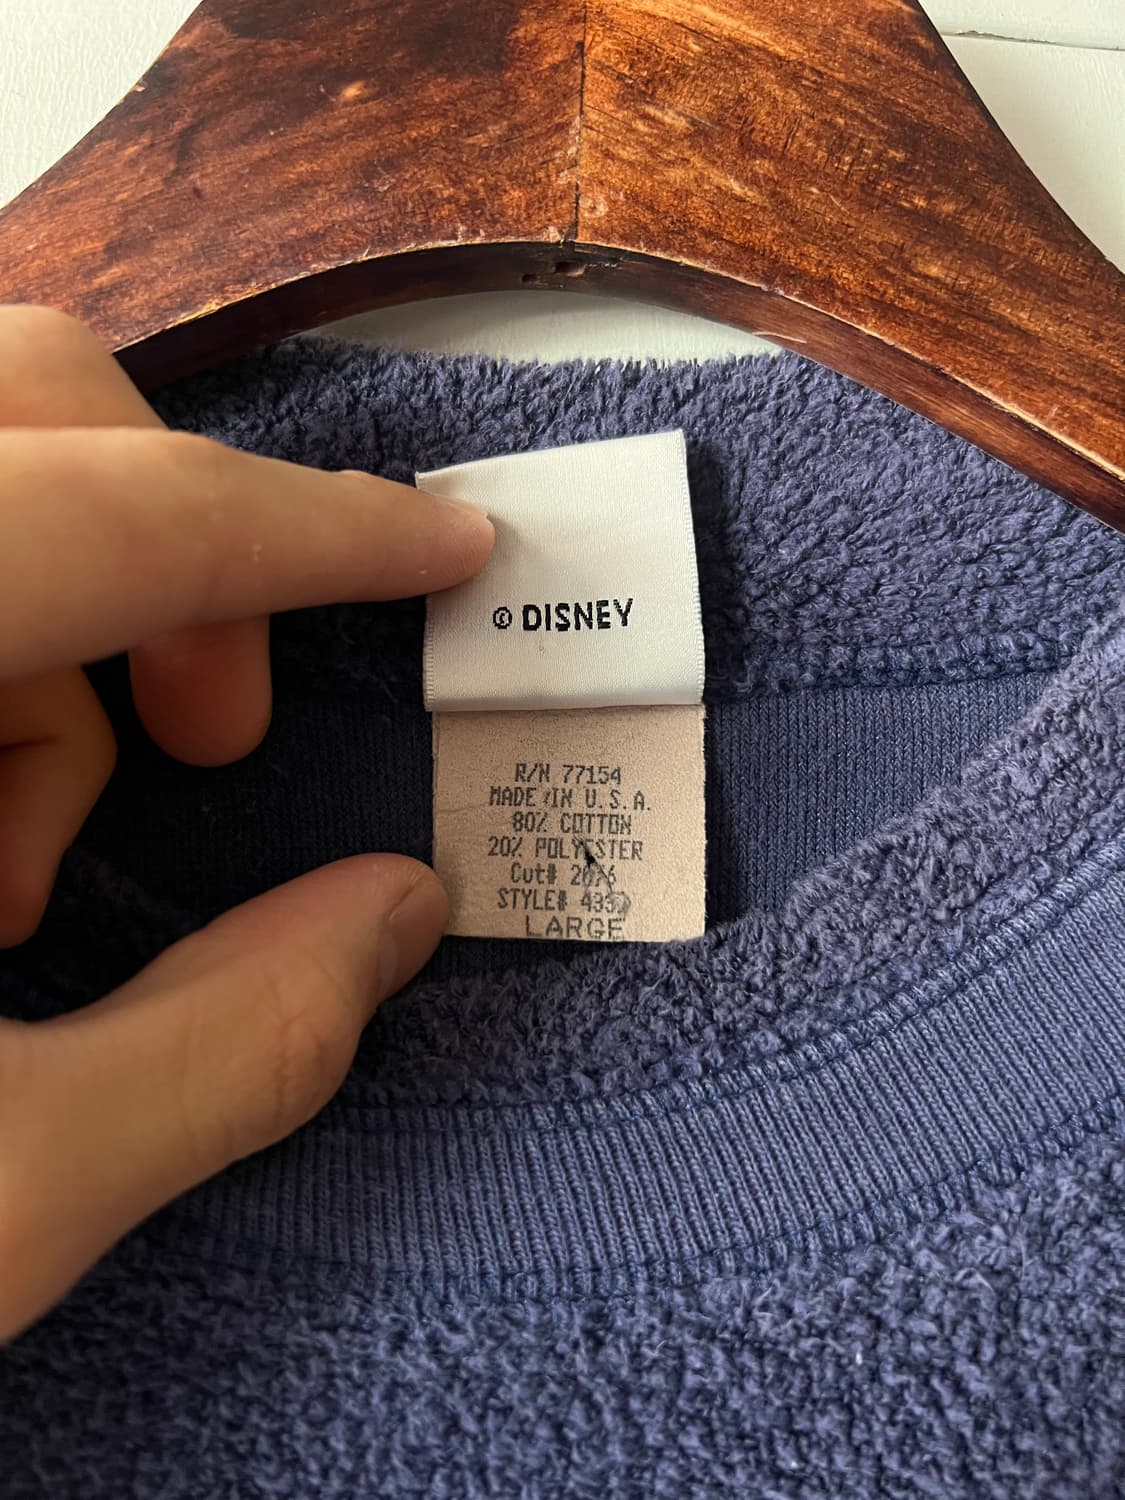 © DISNEY
R/N 77154
MADE IN U.S.A.
80% COTTON
20% POLYESTER
Cut#
STYLE#
LARGE